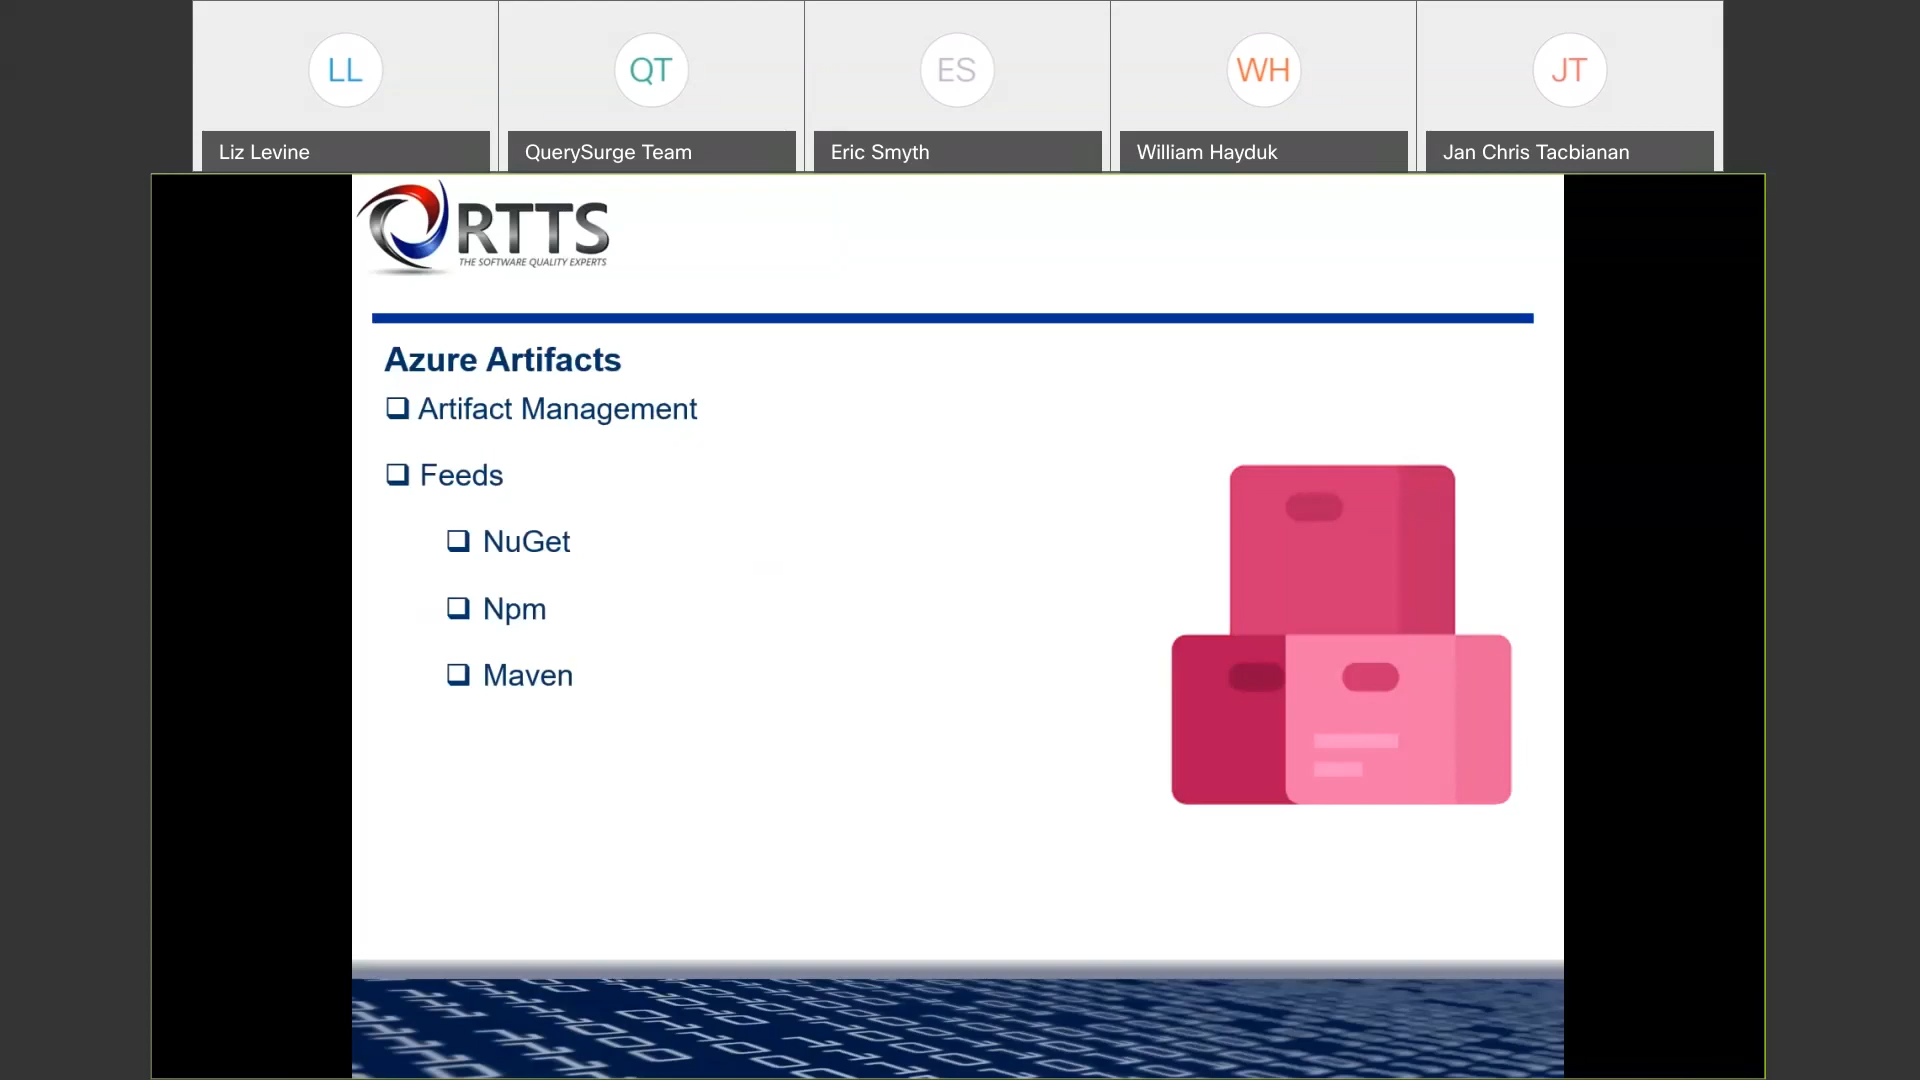 LL
QT
ES
WH
JT
Liz Levine
QuerySurge Team
Eric Smyth
William Hayduk
Jan Chris Tacbianan
RTTS
THE SOFTWARE QUALITY EXPERTS
Azure Artifacts
Artifact Management
Feeds
NuGet
Npm
Maven